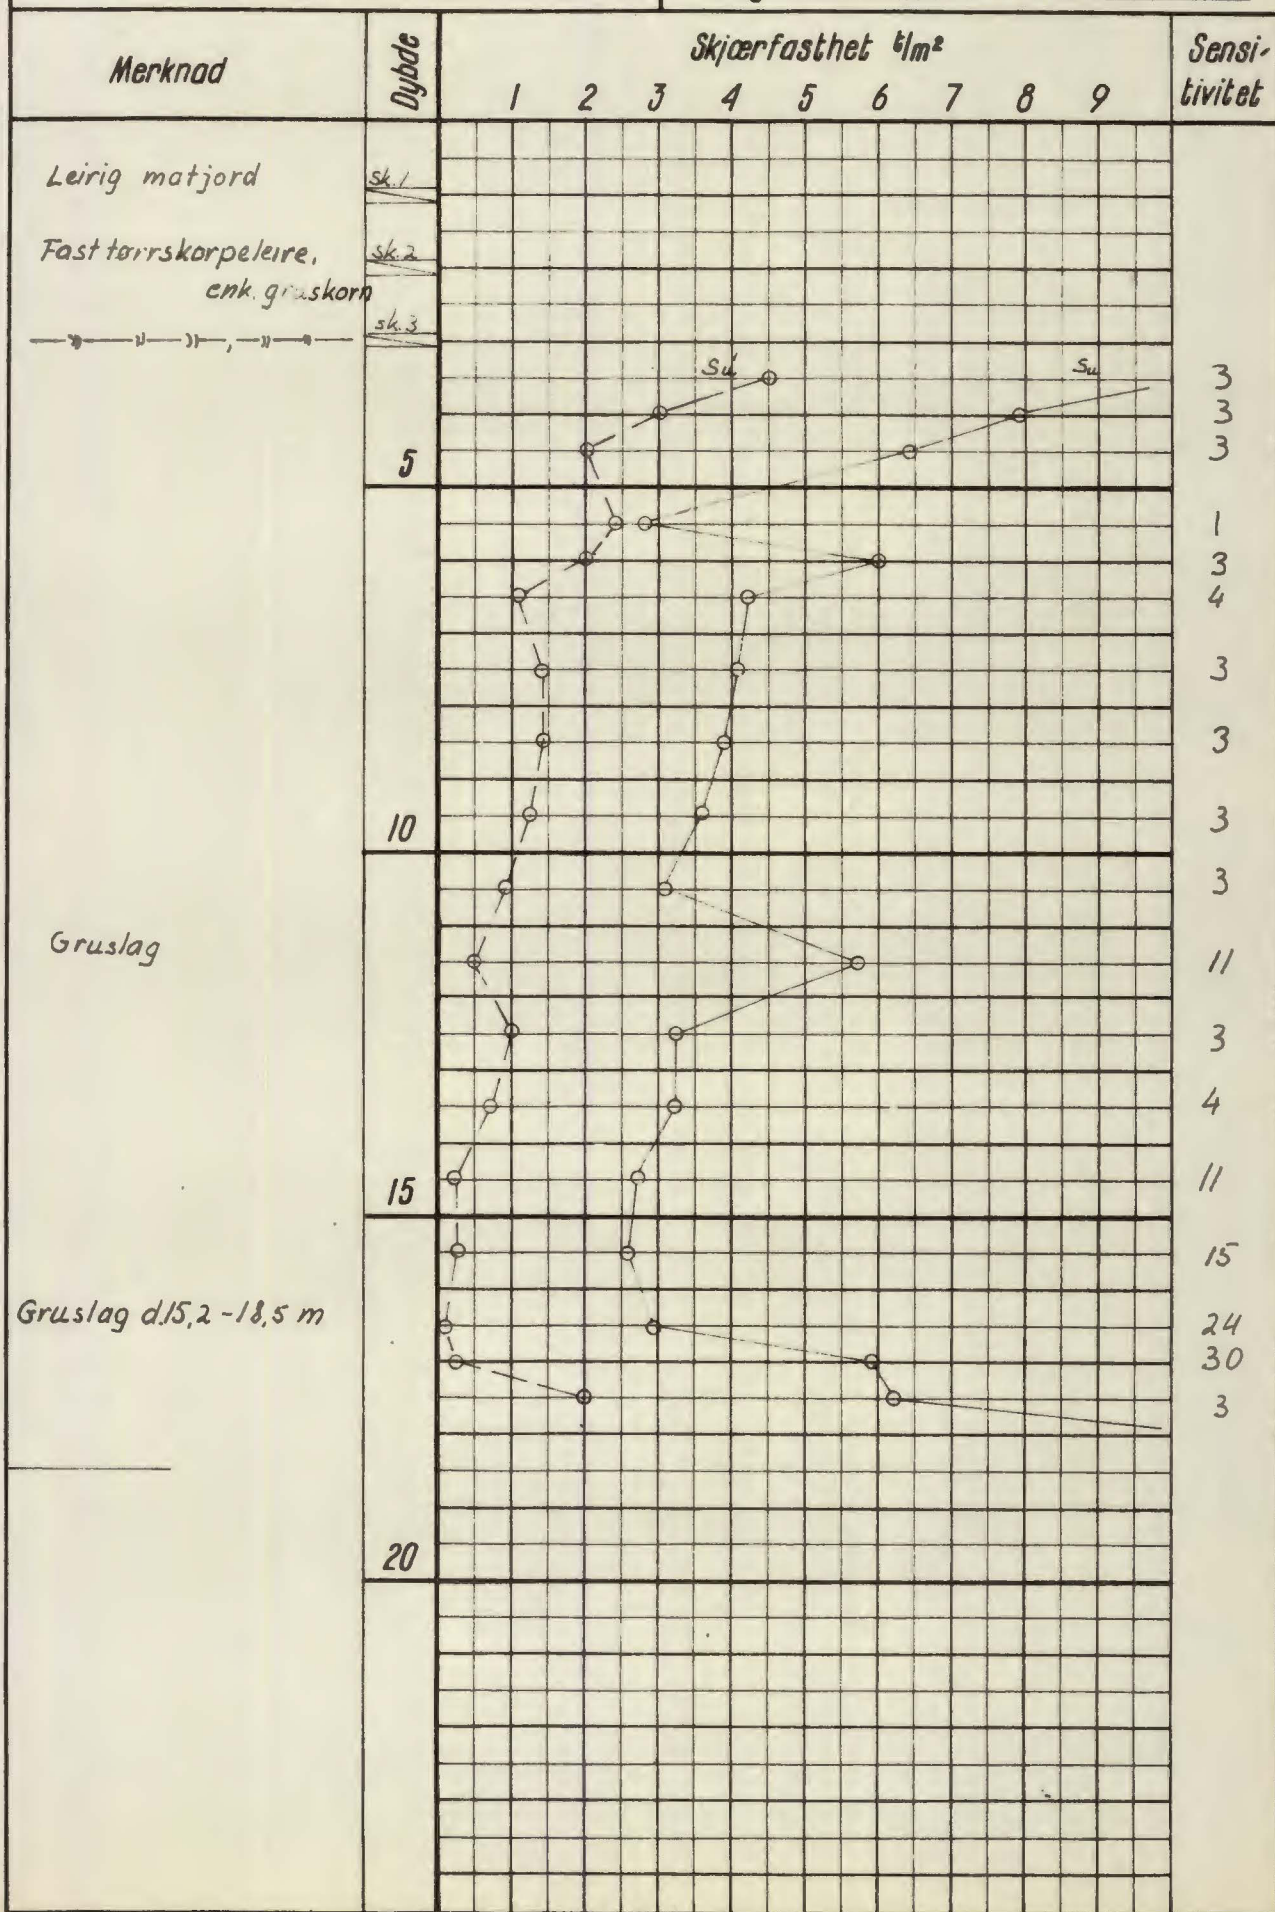 Merknad
Dybde
Skjærfasthet t/m²
Sensi-
tivitet
1 2 3 4 5 6 7 8 9
Leirig matjord
sk.1
Fast tørrskorpeleire,
sk.2
enk. gruskorn
sk.3
—»—»—»—, —»—»—
Su'
Su
3
3
3
5
1
3
4
3
3
3
10
3
Gruslag
11
3
4
11
15
15
Gruslag d.15,2-18,5 m
24
30
3
20